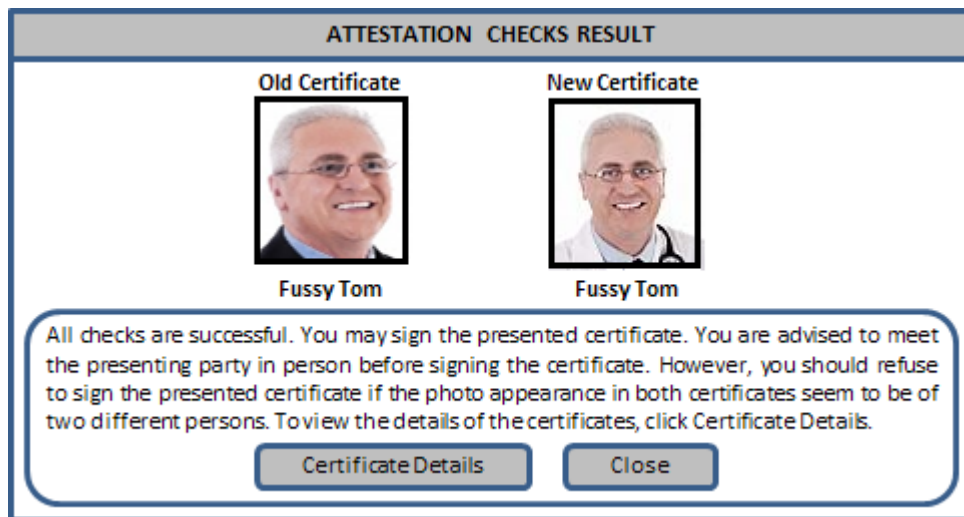 ATTESTATION CHECKS RESULT
Old Certificate
New Certificate
Fussy Tom
Fussy Tom
All checks are successful. You may sign the presented certificate. You are advised to meet
the presenting party in person before signing the certificate. However, you should refuse
to sign the presented certificate if the photo appearance in both certificates seem to be of
two different persons. To view the details of the certificates, click Certificate Details.
Certificate Details
Close